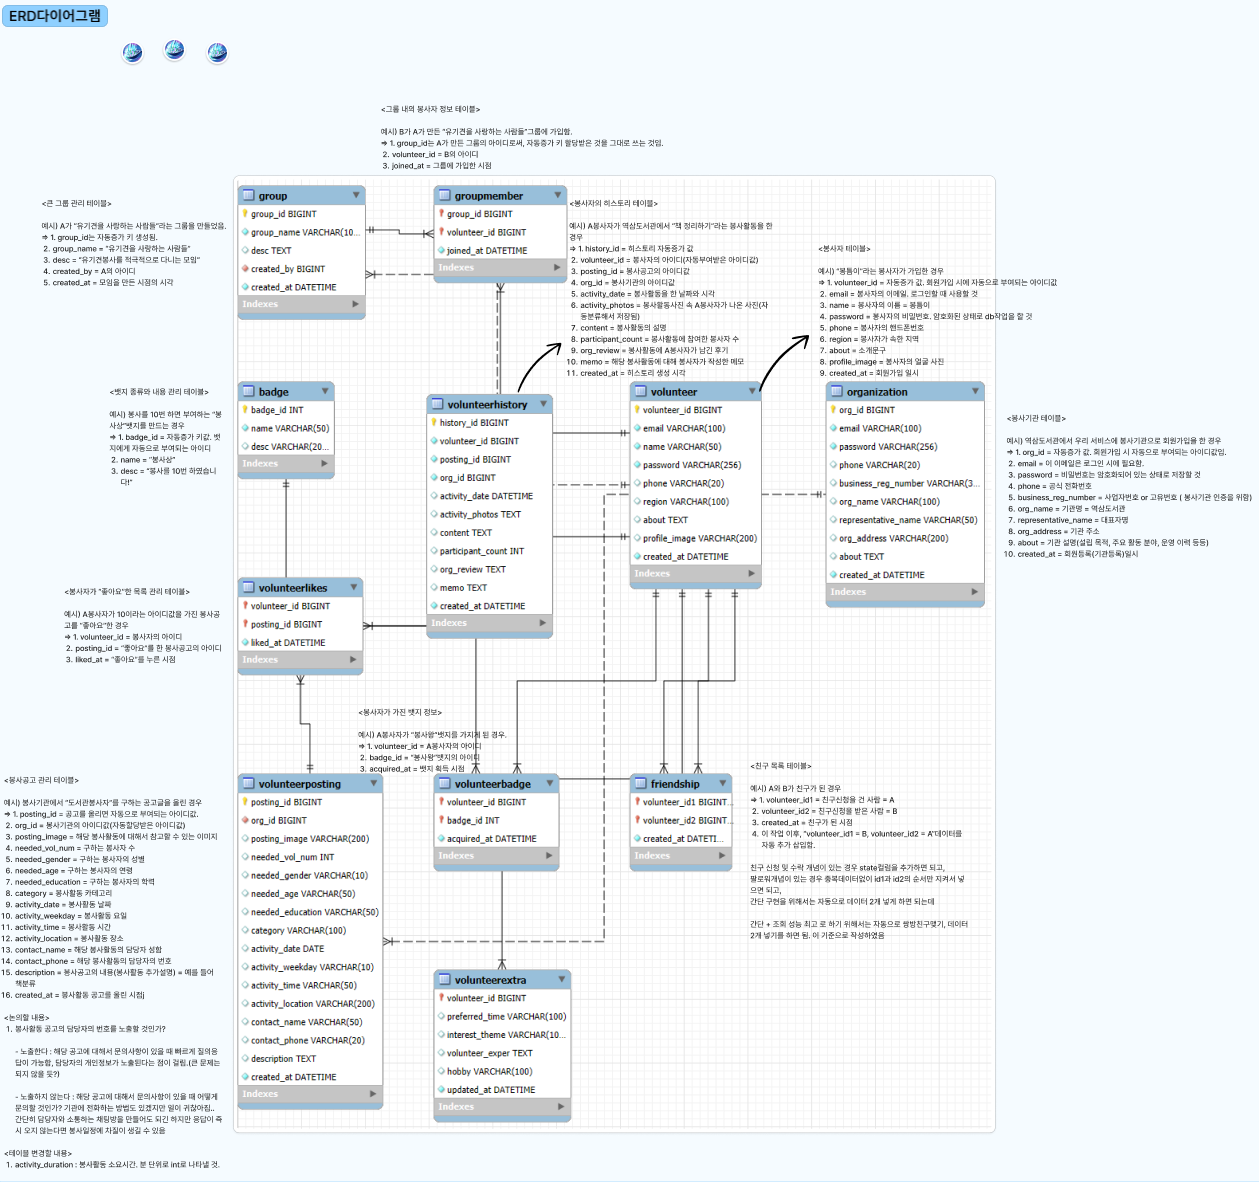 ERD다이어그램
<그룹 내의 봉사자 정보 테이블>
예시) B가 A가 만든 "유기견을 사랑하는 사람들"그룹에 가입함.
⇒ 1. group_id는 A가 만든 그룹의 아이디로써, 자동증가 키 할당받은 것을 그대로 쓰는 것임.
2. volunteer_id = B의 아이디
3. joined_at = 그룹에 가입한 시점
<큰 그룹 관리 테이블>
예시) A가 "유기견을 사랑하는 사람들"라는 그룹을 만들었음.
⇒ 1. group_id는 자동증가 키 생성됨.
2. group_name = "유기견을 사랑하는 사람들"
3. desc = "유기견봉사를 적극적으로 다니는 모임"
4. created_by = A의 아이디
5. created_at = 모임을 만든 시점의 시각
group
group_id BIGINT
group_name VARCHAR(10...
desc TEXT
created_by BIGINT
created_at DATETIME
Indexes
groupmember
group_id BIGINT
volunteer_id BIGINT
joined_at DATETIME
Indexes
<봉사자의 히스토리 테이블>
예시) A봉사자가 역삼도서관에서 "책 정리하기"라는 봉사활동을 한
경우
⇒ 1. history_id = 히스토리 자동증가 값
2. volunteer_id = 봉사자의 아이디(자동부여받은 아이디값)
3. posting_id = 봉사공고의 아이디값
4. org_id = 봉사기관의 아이디값
5. activity_date = 봉사활동을 한 날짜와 시각
6. activity_photos = 봉사활동사진 속 A봉사자가 나온 사진(자
동분류해서 저장됨)
7. content = 봉사활동의 설명
8. participant_count = 봉사활동에 참여한 봉사자 수
9. org_review = 봉사활동에 A봉사자가 남긴 후기
10. memo = 해당 봉사활동에 대해 봉사자가 작성한 메모
11. created_at = 히스토리 생성 시각
<봉사자 테이블>
예시) "봄돌이"라는 봉사자가 가입한 경우
⇒ 1. volunteer_id = 자동증가 값. 회원가입 시에 자동으로 부여되는 아이디값
2. email = 봉사자의 이메일, 로그인할 때 사용할 것
3. name = 봉사자의 이름 = 봄돌이
4. password = 봉사자의 비밀번호. 암호화된 상태로 db작업을 할 것
5. phone = 봉사자의 핸드폰번호
6. region = 봉사자가 속한 지역
7. about = 소개문구
8. profile_image = 봉사자의 얼굴 사진
9. created_at = 회원가입 일시
<뱃지 종류와 내용 관리 테이블>
예시) 봉사를 10번 하면 부여하는 "봉
사상"뱃지를 만드는 경우
⇒ 1. badge_id = 자동증가 키값. 뱃
지에게 자동으로 부여되는 아이디
2. name = "봉사상"
3. desc = "봉사를 10번 하였습니
다!"
badge
badge_id INT
name VARCHAR(50)
desc VARCHAR(20...
Indexes
volunteerhistory
history_id BIGINT
volunteer_id BIGINT
posting_id BIGINT
org_id BIGINT
activity_date DATETIME
activity_photos TEXT
content TEXT
participant_count INT
org_review TEXT
memo TEXT
created_at DATETIME
Indexes
volunteer
volunteer_id BIGINT
email VARCHAR(100)
name VARCHAR(50)
password VARCHAR(256)
phone VARCHAR(20)
region VARCHAR(100)
about TEXT
profile_image VARCHAR(200)
created_at DATETIME
Indexes
organization
org_id BIGINT
email VARCHAR(100)
password VARCHAR(256)
phone VARCHAR(20)
business_reg_number VARCHAR(3...
org_name VARCHAR(100)
representative_name VARCHAR(50)
org_address VARCHAR(200)
about TEXT
created_at DATETIME
Indexes
<봉사기관 테이블>
예시) 역삼도서관에서 우리 서비스에 봉사기관으로 회원가입을 한 경우
⇒ 1. org_id = 자동증가 값. 회원가입 시 자동으로 부여되는 아이디값임.
2. email = 이 이메일은 로그인 시에 필요함.
3. password = 비밀번호는 암호화되어 있는 상태로 저장할 것
4. phone = 공식 전화번호
5. business_reg_number = 사업자번호 or 고유번호 ( 봉사기관 인증을 위함)
6. org_name = 기관명 = 역삼도서관
7. representative_name = 대표자명
8. org_address = 기관 주소
9. about = 기관 설명(설립 목적, 주요 활동 분야, 운영 이력 등등)
10. created_at = 회원등록(기관등록)일시
<봉사자가 "좋아요"한 목록 관리 테이블>
예시) A봉사자가 10이라는 아이디값을 가진 봉사공
고를 "좋아요"한 경우
⇒ 1. volunteer_id = 봉사자의 아이디
2. posting_id = "좋아요"를 한 봉사공고의 아이디
3. liked_at = "좋아요"를 누른 시점
volunteerlikes
volunteer_id BIGINT
posting_id BIGINT
liked_at DATETIME
Indexes
<봉사자가 가진 뱃지 정보>
예시) A봉사자가 "봉사왕"뱃지를 가지게 된 경우.
⇒ 1. volunteer_id = A봉사자의 아이디
2. badge_id = "봉사왕"뱃지의 아이디
3. acquired_at = 뱃지 획득 시점
<봉사공고 관리 테이블>
예시) 봉사기관에서 "도서관봉사자"를 구하는 공고글을 올린 경우
⇒ 1. posting_id = 공고를 올리면 자동으로 부여되는 아이디값.
2. org_id = 봉사기관의 아이디값(자동할당받은 아이디값)
3. posting_image = 해당 봉사활동에 대해서 참고할 수 있는 이미지
4. needed_vol_num = 구하는 봉사자 수
5. needed_gender = 구하는 봉사자의 성별
6. needed_age = 구하는 봉사자의 연령
7. needed_education = 구하는 봉사자의 학력
8. category = 봉사활동 카테고리
9. activity_date = 봉사활동 날짜
10. activity_weekday = 봉사활동 요일
11. activity_time = 봉사활동 시간
12. activity_location = 봉사활동 장소
13. contact_name = 해당 봉사활동의 담당자 성함
14. contact_phone = 해당 봉사활동의 담당자의 번호
15. description = 봉사공고의 내용(봉사활동 추가설명) = 예를 들어
책분류
16. created_at = 봉사활동 공고를 올린 시점j
<논의할 내용>
1. 봉사활동 공고의 담당자의 번호를 노출할 것인가?
- 노출한다 : 해당 공고에 대해서 문의사항이 있을 때 빠르게 질의응
답이 가능함, 담당자의 개인정보가 노출된다는 점이 걸림.(큰 문제는
되지 않을 듯?)
- 노출하지 않는다 : 해당 공고에 대해서 문의사항이 있을 때 어떻게
문의할 것인가? 기관에 전화하는 방법도 있겠지만 일이 귀찮아짐..
간단히 담당자와 소통하는 채팅방을 만들어도 되긴 하지만 응답이 즉
시 오지 않는다면 봉사일정에 차질이 생길 수 있음
<테이블 변경할 내용>
1. activity_duration : 봉사활동 소요시간. 분 단위로 int로 나타낼 것.
volunteerposting
posting_id BIGINT
org_id BIGINT
posting_image VARCHAR(200)
needed_vol_num INT
needed_gender VARCHAR(10)
needed_age VARCHAR(50)
needed_education VARCHAR(50)
category VARCHAR(100)
activity_date DATE
activity_weekday VARCHAR(10)
activity_time VARCHAR(50)
activity_location VARCHAR(200)
contact_name VARCHAR(50)
contact_phone VARCHAR(20)
description TEXT
created_at DATETIME
Indexes
volunteerbadge
volunteer_id BIGINT
badge_id INT
acquired_at DATETIME
Indexes
friendship
volunteer_id1 BIGINT...
volunteer_id2 BIGINT...
created_at DATETI...
Indexes
<친구 목록 테이블>
예시) A와 B가 친구가 된 경우
⇒ 1. volunteer_id1 = 친구신청을 건 사람 = A
2. volunteer_id2 = 친구신청을 받은 사람 = B
3. created_at = 친구가 된 시점
4. 이 작업 이후, "volunteer_id1 = B, volunteer_id2 = A"데이터를
자동 추가 삽입함.
친구 신청 및 수락 개념이 있는 경우 state컬럼을 추가하면 되고,
팔로워개념이 있는 경우 중복데이터없이 id1과 id2의 순서만 지켜서 넣
으면 되고,
간단 구현을 위해서는 자동으로 데이터 2개 넣게 하면 되는데
간단 + 조회 성능 최고 로 하기 위해서는 자동으로 쌍방친구맺기, 데이터
2개 넣기를 하면 됨. 이 기준으로 작성하였음
volunteerextra
volunteer_id BIGINT
preferred_time VARCHAR(100)
interest_theme VARCHAR(10...
volunteer_exper TEXT
hobby VARCHAR(100)
updated_at DATETIME
Indexes